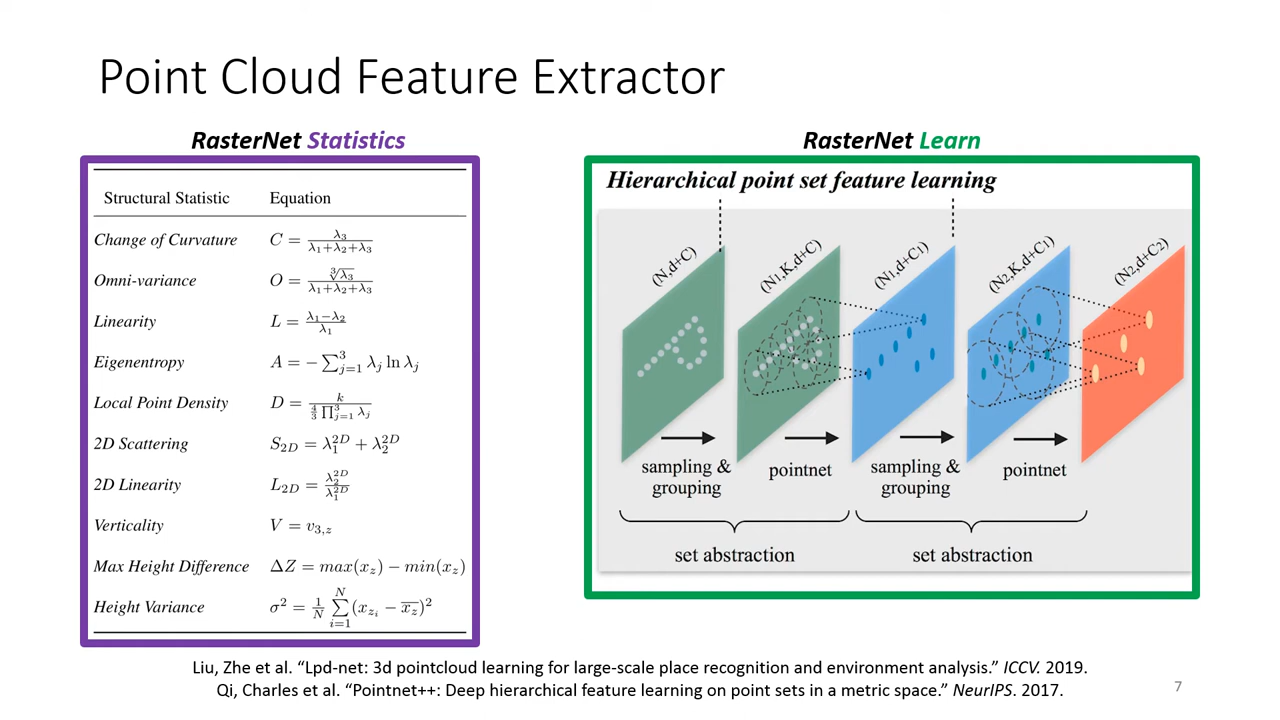 Point Cloud Feature Extractor
RasterNet Statistics
Structural Statistic Equation
Change of Curvature C = λ₃ / (λ₁+λ₂+λ₃)
Omni-variance O = ∛λ₃ / (λ₁+λ₂+λ₃)
Linearity L = (λ₁−λ₂) / λ₁
Eigenentropy A = − ∑³ⱼ₌₁ λⱼ ln λⱼ
Local Point Density D = k / (4/3 ∏³ⱼ₌₁ λⱼ)
2D Scattering S₂D = λ₁²ᴰ + λ₂²ᴰ
2D Linearity L₂D = λ₂²ᴰ / λ₁²ᴰ
Verticality V = v₃,z
Max Height Difference ΔZ = max(x_z) − min(x_z)
Height Variance σ² = 1/N ∑ᴺᵢ₌₁ (x_zᵢ − x̄_z)²
RasterNet Learn
Hierarchical point set feature learning
(N,d+C)
(N₁,K,d+C)
(N₁,d+C₁)
(N₂,K,d+C₁)
(N₂,d+C₂)
sampling &
grouping
pointnet
sampling &
grouping
pointnet
set abstraction
set abstraction
Liu, Zhe et al. “Lpd-net: 3d pointcloud learning for large-scale place recognition and environment analysis.” ICCV. 2019.
Qi, Charles et al. “Pointnet++: Deep hierarchical feature learning on point sets in a metric space.” NeurIPS. 2017.
7